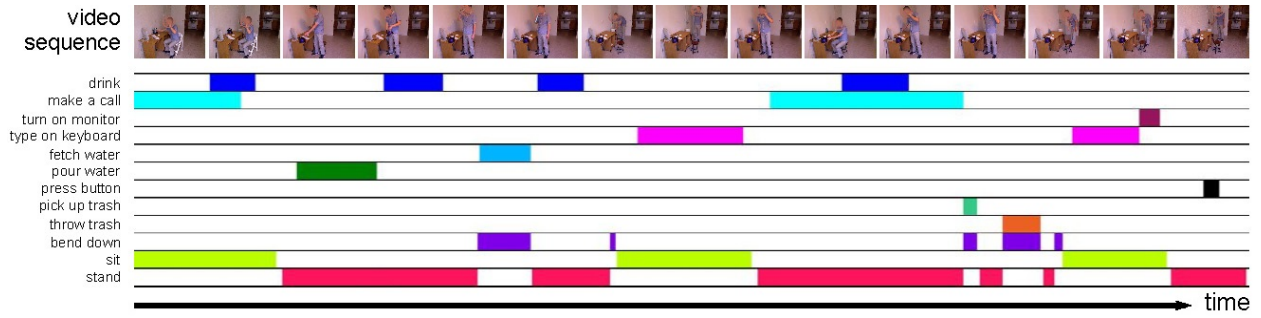 video
sequence
drink
make a call
turn on monitor
type on keyboard
fetch water
pour water
press button
pick up trash
throw trash
bend down
sit
stand
time